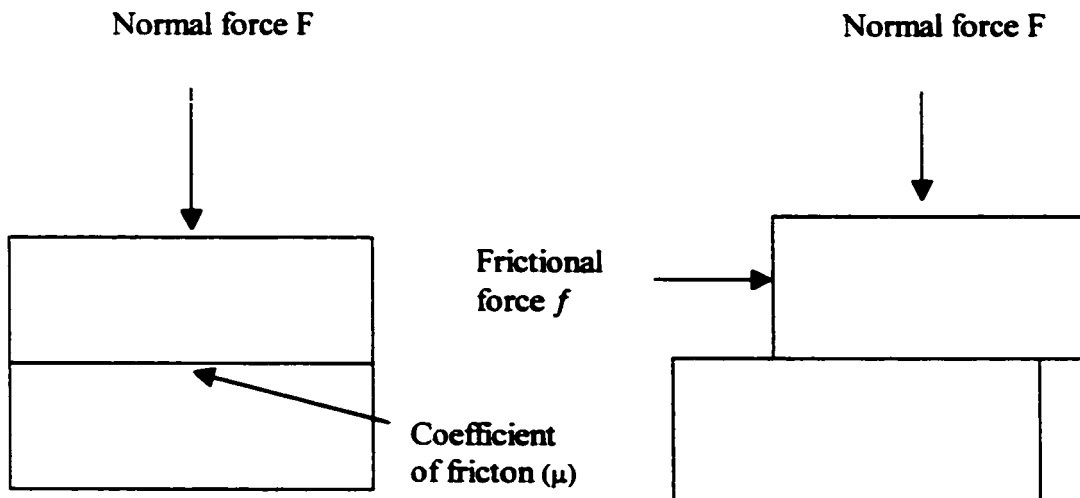 Normal force F
Normal force F
Frictional
force f
Coefficient
of fricton (μ)